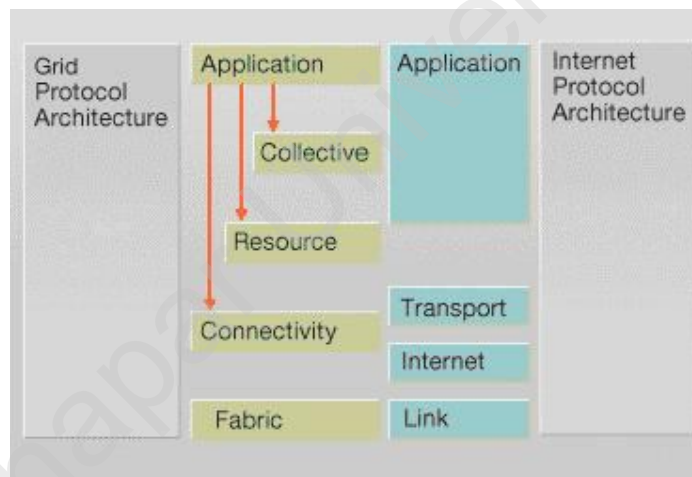 Grid
Protocol
Architecture
Application
Collective
Resource
Connectivity
Fabric
Application
Transport
Internet
Link
Internet
Protocol
Architecture